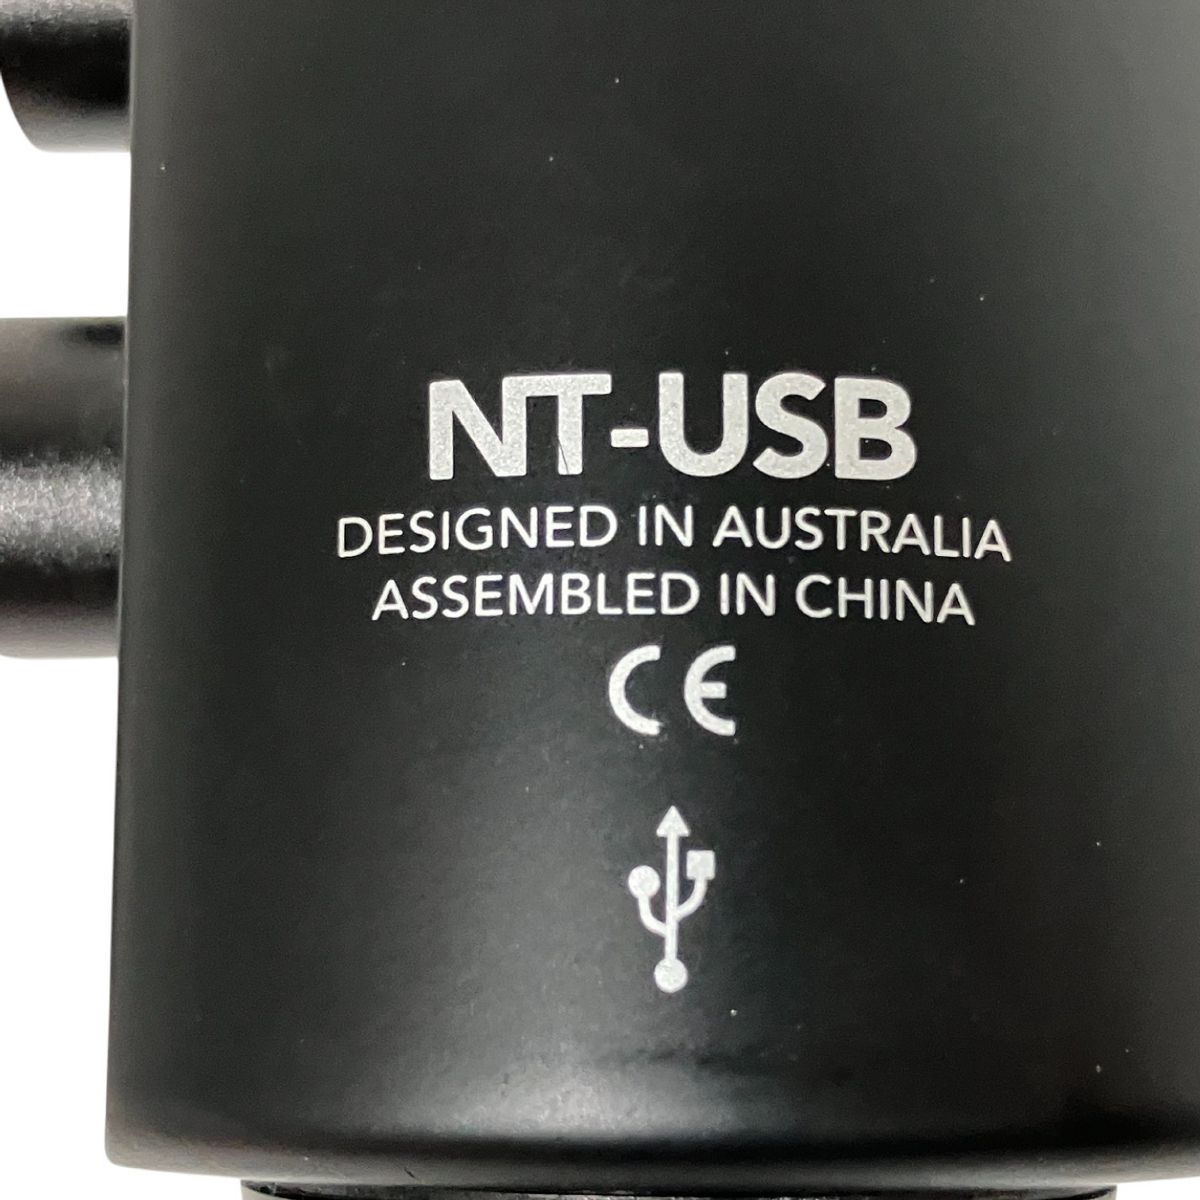 NT-USB
DESIGNED IN AUSTRALIA
ASSEMBLED IN CHINA
CE